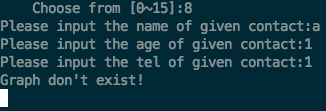 Choose from [0~15]:8
Please input the name of given contact:a
Please input the age of given contact:1
Please input the tel of given contact:1
Graph don't exist!